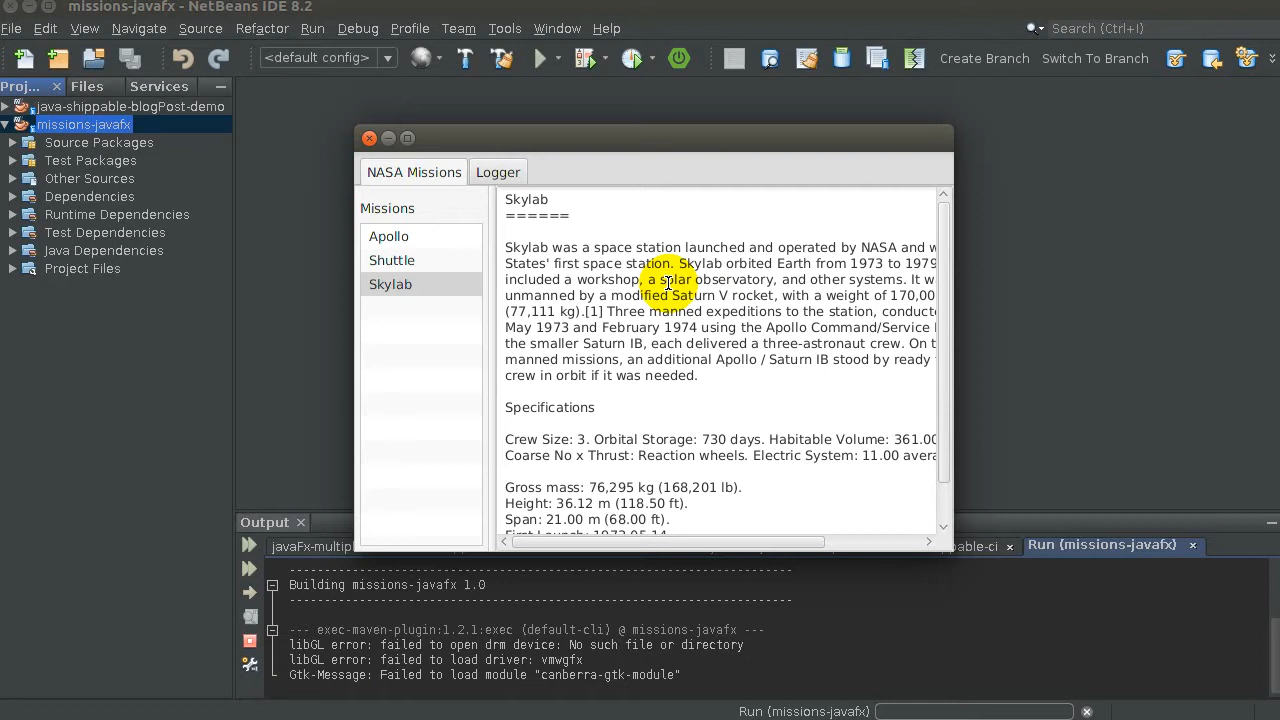 missions-javafx - NetBeans IDE 8.2
File Edit View Navigate Source Refactor Run Debug Profile Team Tools Window Help Search (Ctrl+I)
<default config> Create Branch Switch To Branch
Proj... Files Services
java-shippable-blogPost-demo
missions-javafx
Source Packages
Test Packages
Other Sources
Dependencies
Runtime Dependencies
Test Dependencies
Java Dependencies
Project Files
NASA Missions Logger
Missions
Apollo
Shuttle
Skylab
Skylab
======
Skylab was a space station launched and operated by NASA and
States' first space station. Skylab orbited Earth from 1973 to 1979
included a workshop, a solar observatory, and other systems. It
unmanned by a modified Saturn V rocket, with a weight of 170,00
(77,111 kg).[1] Three manned expeditions to the station,
May 1973 and February 1974 using the Apollo Command/Service
the smaller Saturn IB, each delivered a three-astronaut crew. On
manned missions, an additional Apollo / Saturn IB stood by ready
crew in orbit if it was needed.
Specifications
Crew Size: 3. Orbital Storage: 730 days. Habitable Volume: 361.00
Coarse No x Thrust: Reaction wheels. Electric System: 11.00
Gross mass: 76,295 kg (168,201 lb).
Height: 36.12 m (118.50 ft).
Span: 21.00 m (68.00 ft).
First Launch: 1973.05.14
Output
javaFx-multip
pable-ci
Run (missions-javafx)
------------------------------------------------------------------------
Building missions-javafx 1.0
------------------------------------------------------------------------
--- exec-maven-plugin:1.2.1:exec (default-cli) @ missions-javafx ---
libGL error: failed to open drm device: No such file or directory
libGL error: failed to load driver: vmwgfx
Gtk-Message: Failed to load module "canberra-gtk-module"
Run (missions-javafx)